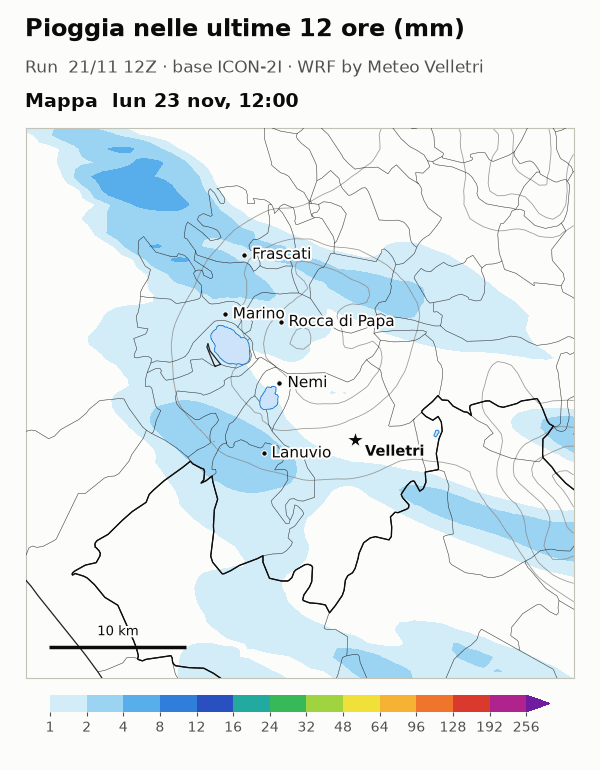 Pioggia nelle ultime 12 ore (mm)
Run 21/11 12Z · base ICON-2I · WRF by Meteo Velletri
Mappa lun 23 nov, 12:00
Frascati
Marino
Rocca di Papa
Nemi
Velletri
Lanuvio
10 km
1 2 4 8 12 16 24 32 48 64 96 128 192 256